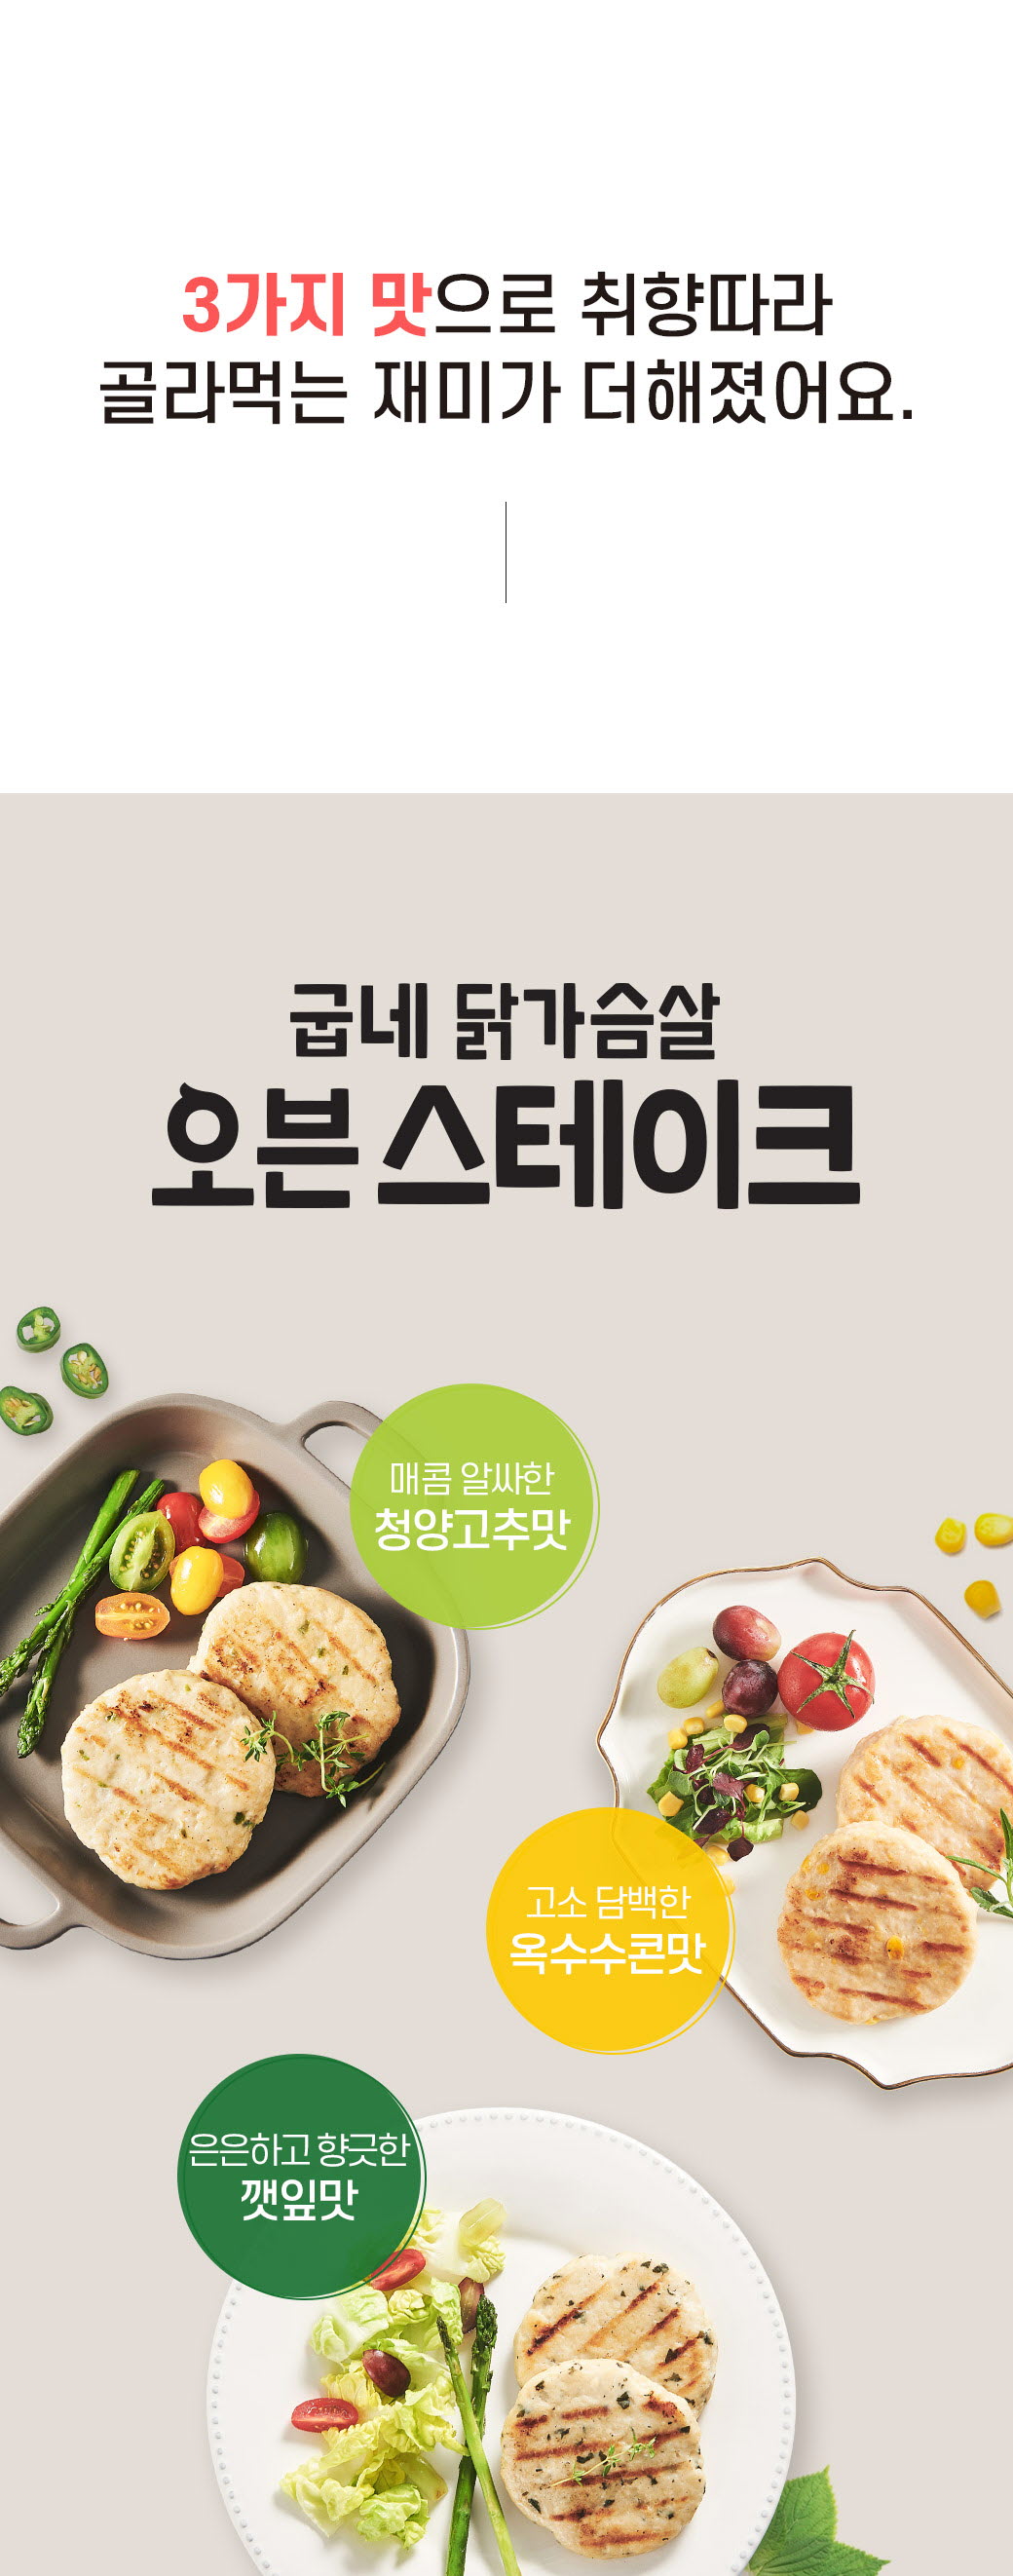 3가지 맛으로 취향따라
골라먹는 재미가 더해졌어요.
굽네 닭가슴살
오븐 스테이크
매콤 알싸한
청양고추맛
고소 담백한
옥수수콘맛
은은하고 향긋한
깻잎맛